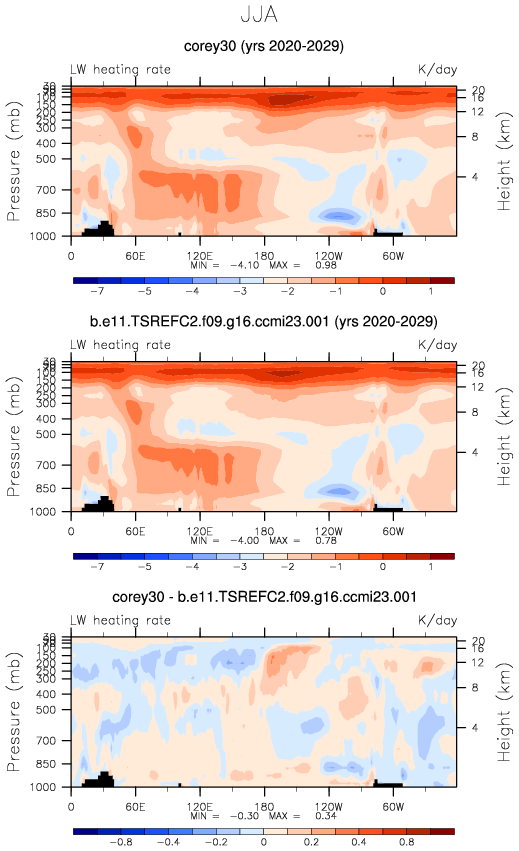 JJA
corey30 (yrs 2020-2029)
LW heating rate K/day
30
50
70
100
150
200
250
300
400
500
700
850
1000
Pressure (mb)
20
16
12
8
4
Height (km)
0 60E 120E 180 120W 60W
MIN = -4.10 MAX = 0.98
-7 -5 -4 -3 -2 -1 0 1
b.e11.TSREFC2.f09.g16.ccmi23.001 (yrs 2020-2029)
LW heating rate K/day
30
50
70
100
150
200
250
300
400
500
700
850
1000
Pressure (mb)
20
16
12
8
4
Height (km)
0 60E 120E 180 120W 60W
MIN = -4.00 MAX = 0.78
-7 -5 -4 -3 -2 -1 0 1
corey30 - b.e11.TSREFC2.f09.g16.ccmi23.001
LW heating rate K/day
30
50
70
100
150
200
250
300
400
500
700
850
1000
Pressure (mb)
20
16
12
8
4
Height (km)
0 60E 120E 180 120W 60W
MIN = -0.30 MAX = 0.34
-0.8 -0.4 -0.2 0 0.2 0.4 0.8